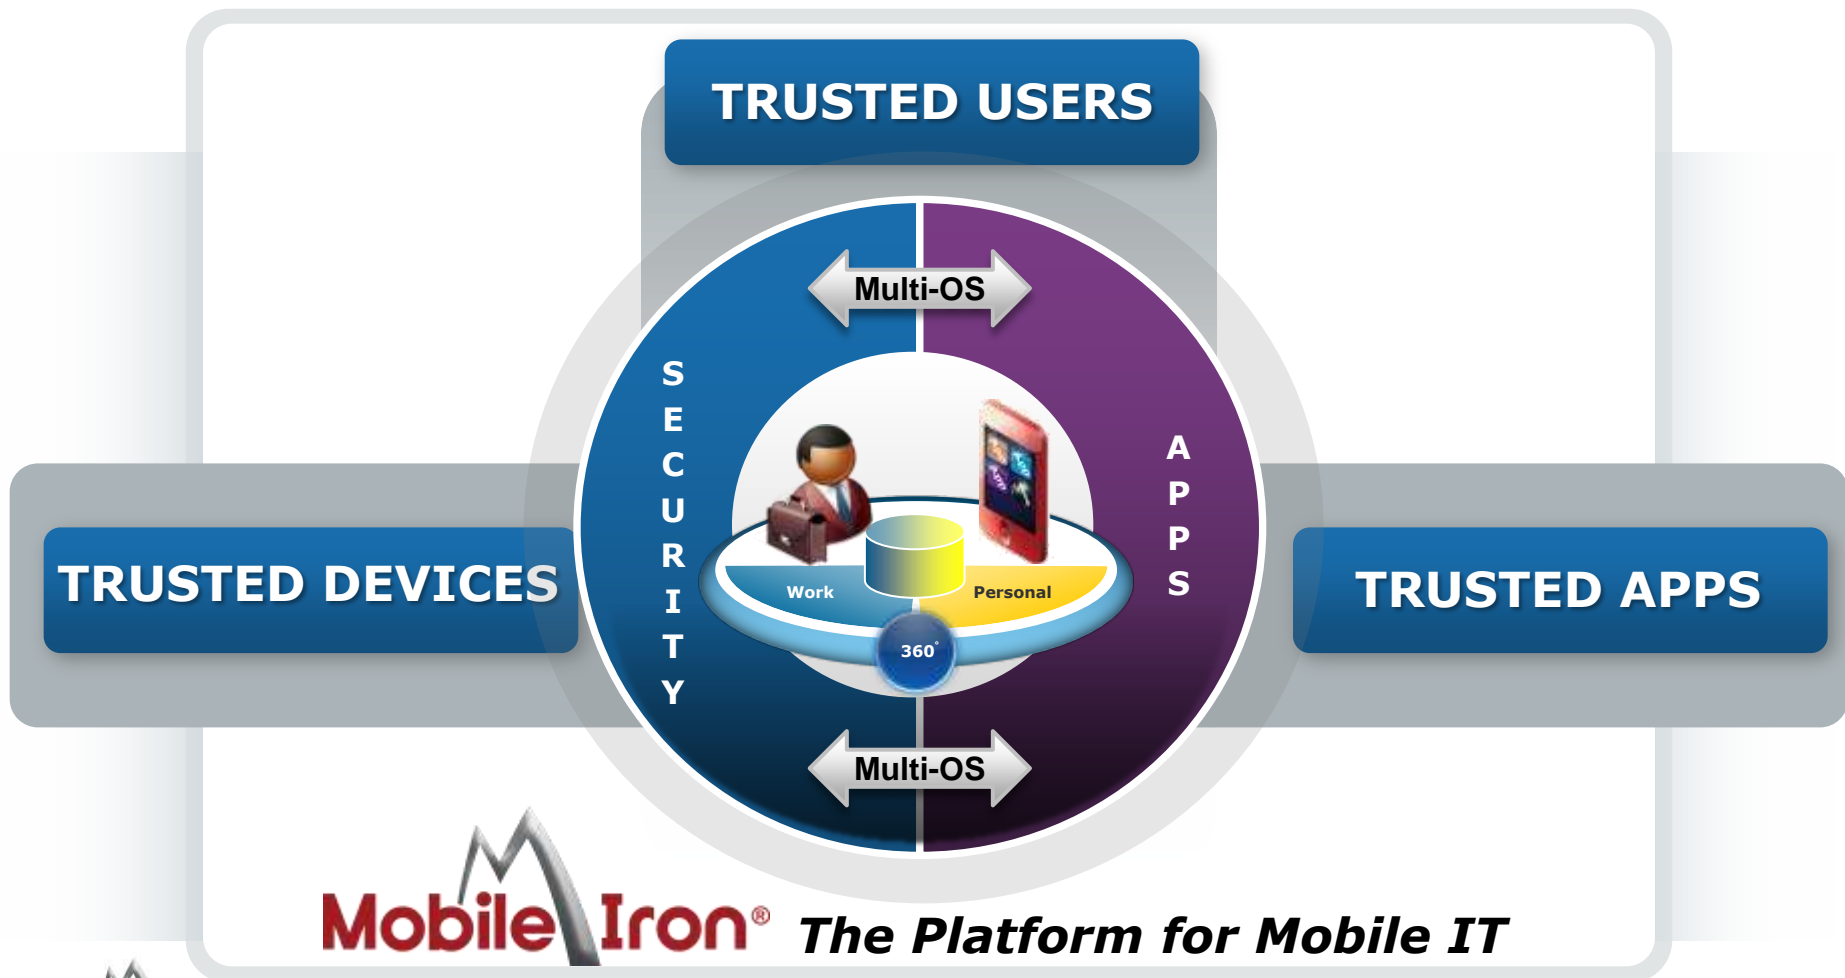 TRUSTED USERS
Multi-OS
SECURITY
APPS
Work
Personal
360°
TRUSTED DEVICES
TRUSTED APPS
Multi-OS
MobileIron®
The Platform for Mobile IT